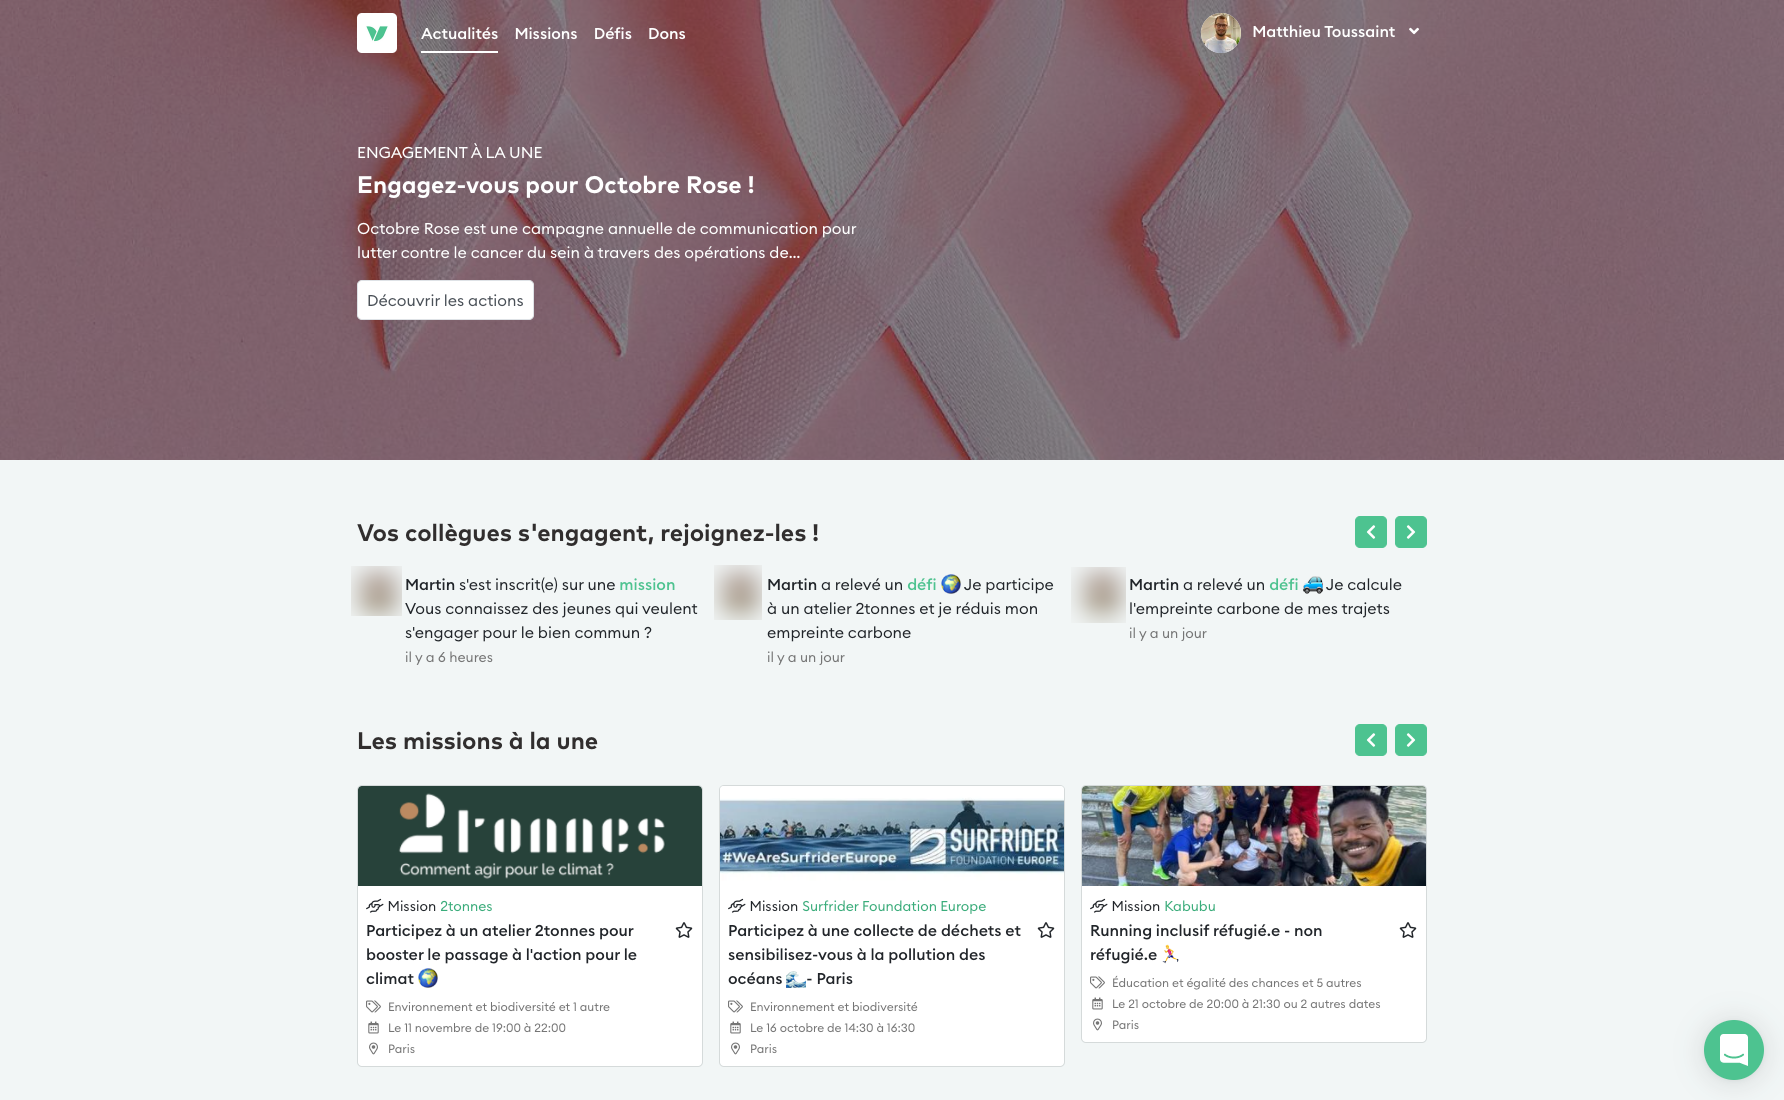 Actualités Missions Défis Dons Matthieu Toussaint
ENGAGEMENT À LA UNE
Engagez-vous pour Octobre Rose !
Octobre Rose est une campagne annuelle de communication pour
lutter contre le cancer du sein à travers des opérations de...
Découvrir les actions
Vos collègues s'engagent, rejoignez-les !
Martin s'est inscrit(e) sur une mission
Vous connaissez des jeunes qui veulent
s'engager pour le bien commun ?
il y a 6 heures
Martin a relevé un défi 🌍 Je participe
à un atelier 2tonnes et je réduis mon
empreinte carbone
il y a un jour
Martin a relevé un défi 🚙 Je calcule
l'empreinte carbone de mes trajets
il y a un jour
Les missions à la une
2tonnes
Comment agir pour le climat ?
Mission 2tonnes
Participez à un atelier 2tonnes pour
booster le passage à l'action pour le
climat 🌍
Environnement et biodiversité et 1 autre
Le 11 novembre de 19:00 à 22:00
Paris
#WeAreSurfriderEurope
SURFRIDER
FOUNDATION EUROPE
Mission Surfrider Foundation Europe
Participez à une collecte de déchets et
sensibilisez-vous à la pollution des
océans 🌊- Paris
Environnement et biodiversité
Le 16 octobre de 14:30 à 16:30
Paris
Mission Kabubu
Running inclusif réfugié.e - non
réfugié.e 🏃‍♀️
Éducation et égalité des chances et 5 autres
Le 21 octobre de 20:00 à 21:30 ou 2 autres dates
Paris